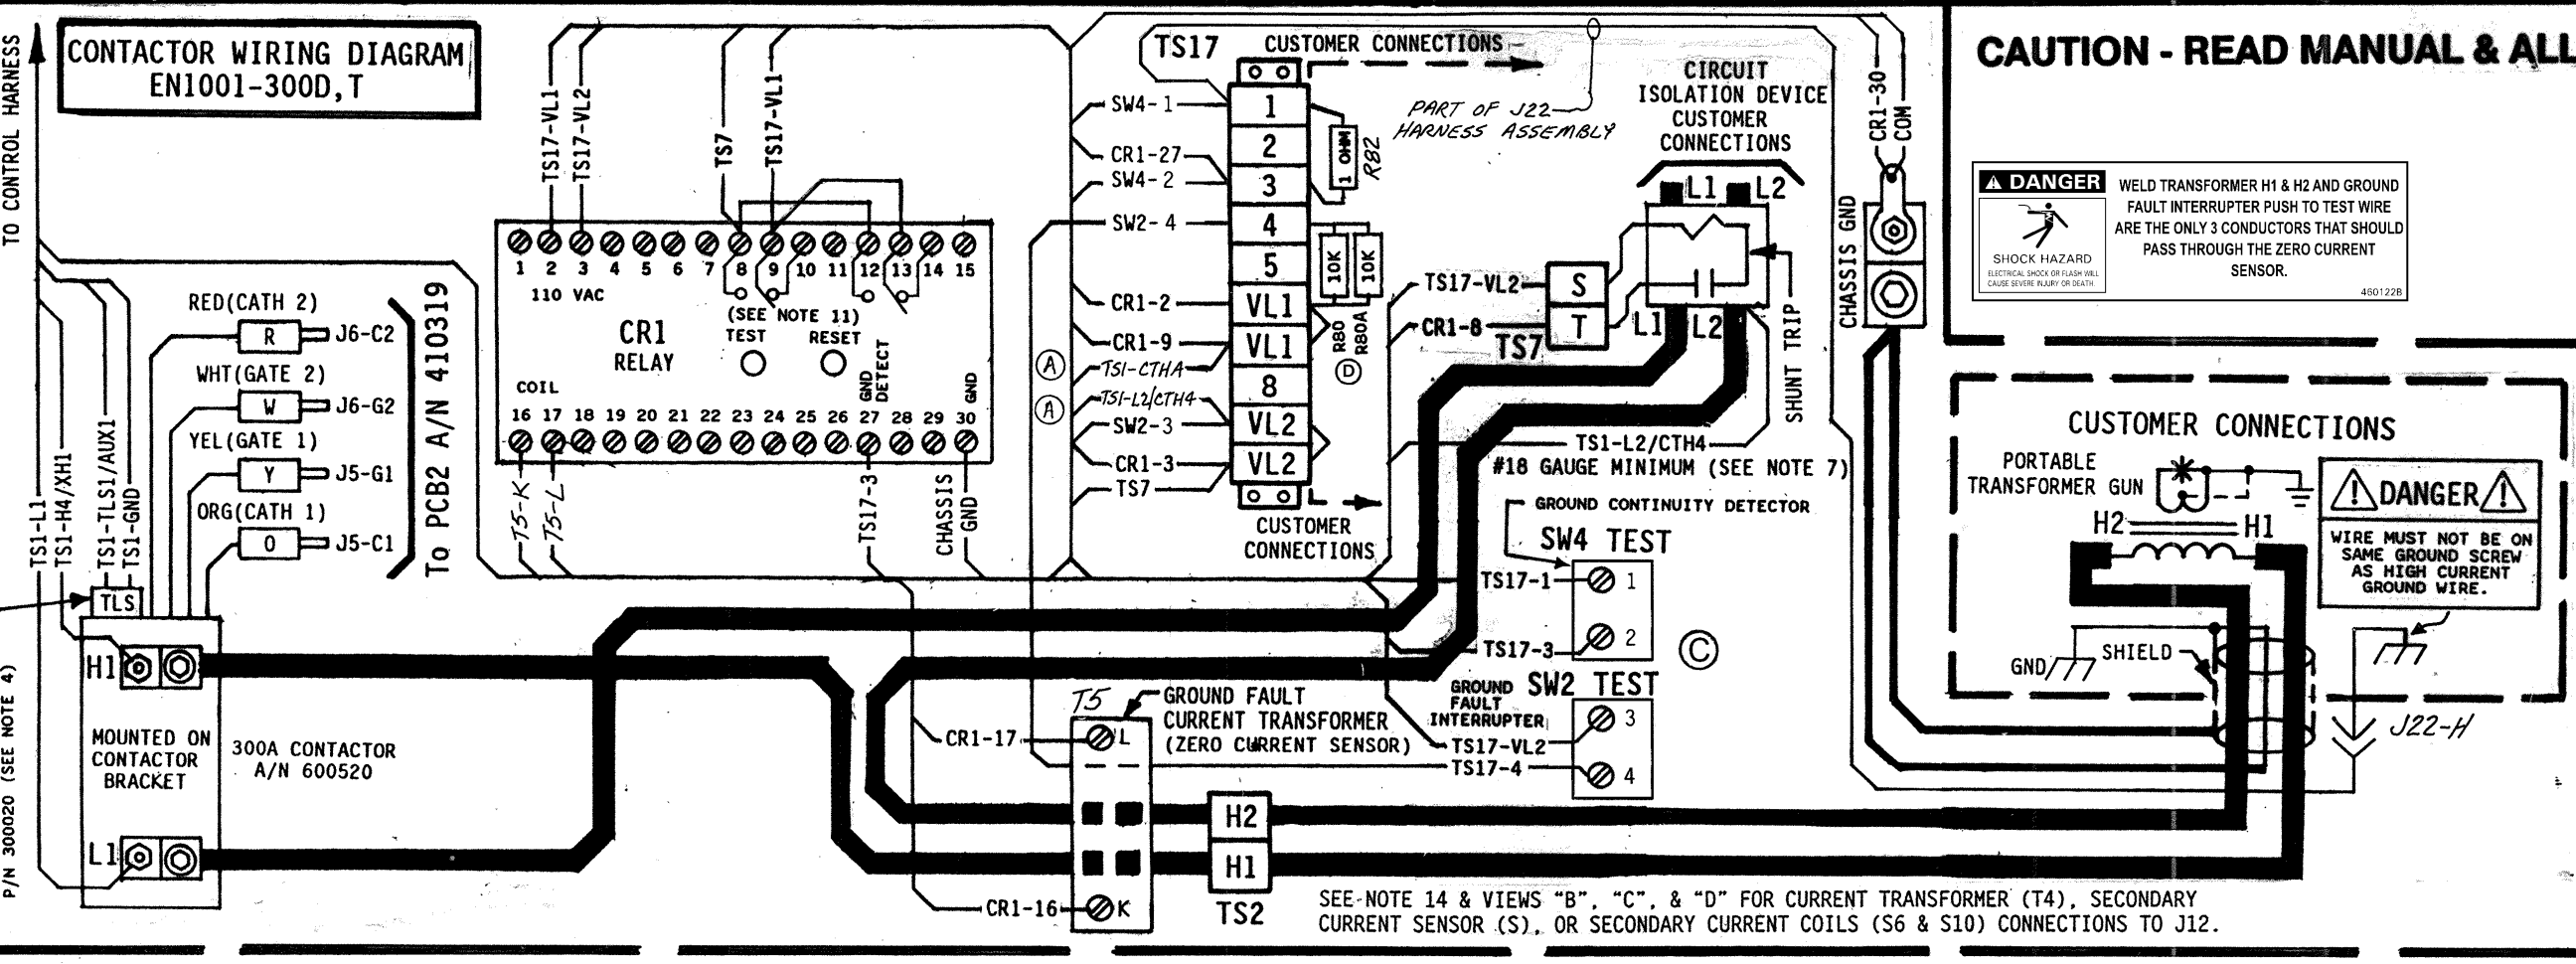 CONTACTOR WIRING DIAGRAM
EN1001-300D,T
TO CONTROL HARNESS
TS17-VL1
TS17-VL2
TS7
TS17-VL1
TS17
CUSTOMER CONNECTIONS
SW4-1
CR1-27
SW4-2
SW2-4
CR1-2
CR1-9
TS1-CTHA
TS1-L2/CTH4
SW2-3
CR1-3
TS7
A
A
1
2
3
4
5
VL1
VL1
8
VL2
VL2
1 OHM
R82
10K
10K
R80
R80A
D
CUSTOMER
CONNECTIONS
PART OF J22
HARNESS ASSEMBLY
CIRCUIT
ISOLATION DEVICE
CUSTOMER
CONNECTIONS
L1
L2
TS17-VL2
S
CR1-8
T
TS7
L1
L2
SHUNT TRIP
TS1-L2/CTH4
#18 GAUGE MINIMUM (SEE NOTE 7)
CR1-30
COM
CHASSIS GND
CAUTION - READ MANUAL & ALL
DANGER
SHOCK HAZARD
ELECTRICAL SHOCK OR FLASH WILL
CAUSE SEVERE INJURY OR DEATH.
WELD TRANSFORMER H1 & H2 AND GROUND
FAULT INTERRUPTER PUSH TO TEST WIRE
ARE THE ONLY 3 CONDUCTORS THAT SHOULD
PASS THROUGH THE ZERO CURRENT
SENSOR.
460122B
1 2 3 4 5 6 7 8 9 10 11 12 13 14 15
110 VAC
(SEE NOTE 11)
TEST
RESET
CR1
RELAY
COIL
GND
DETECT
GND
16 17 18 19 20 21 22 23 24 25 26 27 28 29 30
T5-K
T5-L
TS17-3
CHASSIS
GND
RED(CATH 2)
R
J6-C2
WHT(GATE 2)
W
J6-G2
YEL(GATE 1)
Y
J5-G1
ORG(CATH 1)
O
J5-C1
To PCB2 A/N 410319
TS1-L1
TS1-H4/XH1
TS1-TLS1/AUX1
TS1-GND
TLS
H1
MOUNTED ON
CONTACTOR
BRACKET
L1
300A CONTACTOR
A/N 600520
P/N 300020 (SEE NOTE 4)
GROUND CONTINUITY DETECTOR
SW4 TEST
TS17-1
1
TS17-3
2
C
GROUND
FAULT
INTERRUPTER
SW2 TEST
3
TS17-VL2
TS17-4
4
T5
GROUND FAULT
CURRENT TRANSFORMER
(ZERO CURRENT SENSOR)
CR1-17
L
CR1-16
K
H2
H1
TS2
CUSTOMER CONNECTIONS
PORTABLE
TRANSFORMER GUN
H2
H1
DANGER
WIRE MUST NOT BE ON
SAME GROUND SCREW
AS HIGH CURRENT
GROUND WIRE.
GND
SHIELD
J22-H
SEE NOTE 14 & VIEWS "B", "C", & "D" FOR CURRENT TRANSFORMER (T4), SECONDARY
CURRENT SENSOR (S), OR SECONDARY CURRENT COILS (S6 & S10) CONNECTIONS TO J12.